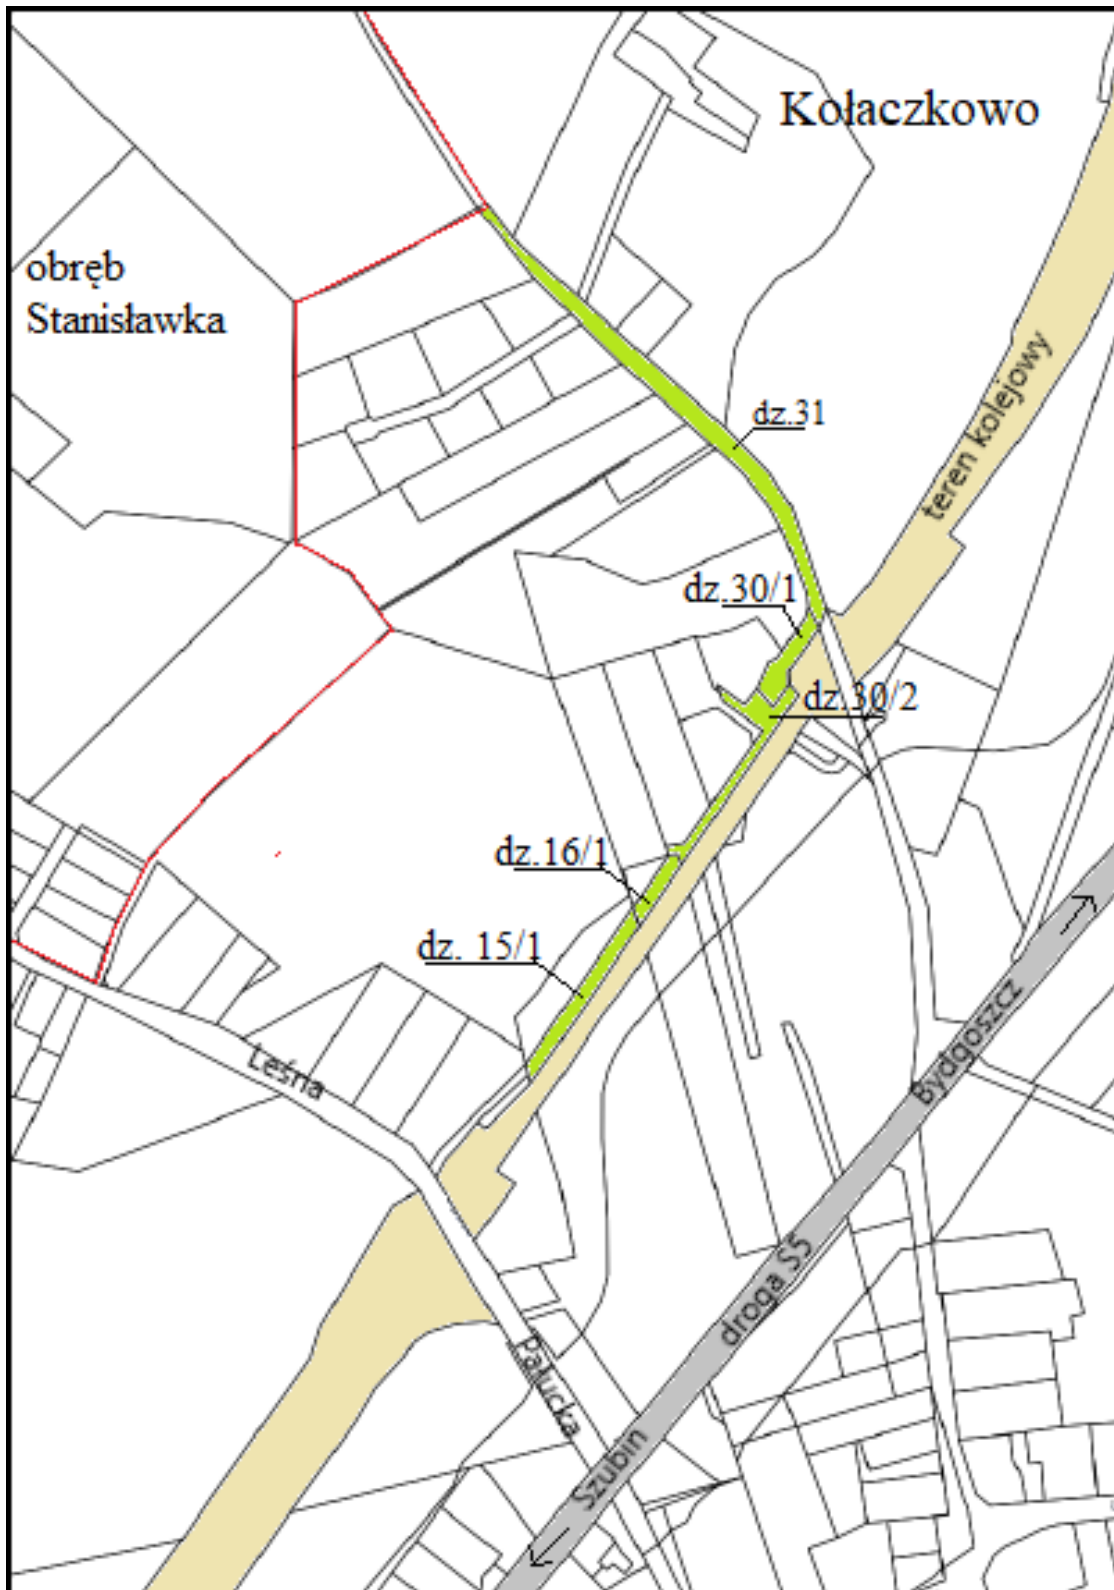 Kołaczkowo
obręb
Stanisławka
teren kolejowy
dz.31
dz.30/1
dz.30/2
dz.16/1
dz. 15/1
Leśna
Bydgoszcz
droga S5
Pałucka
Szubin